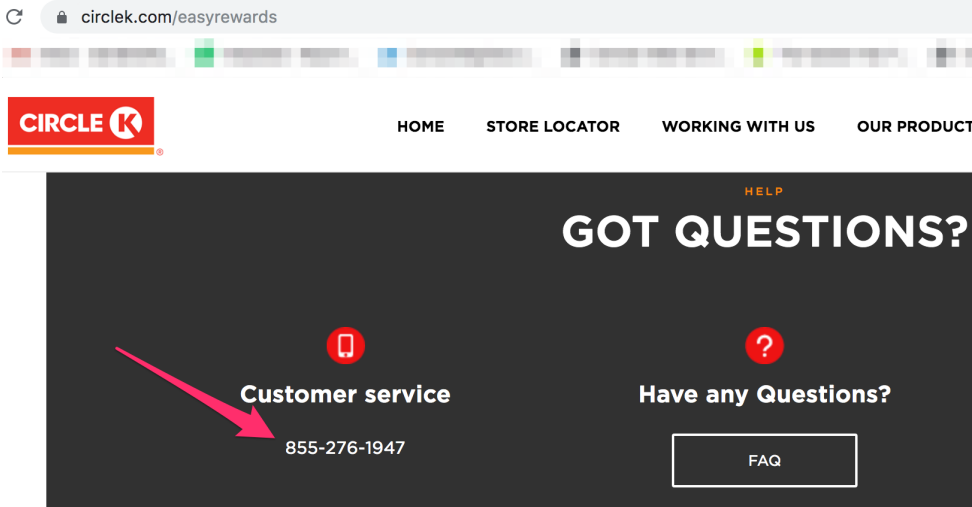 circlek.com/easyrewards
CIRCLE K
®
HOME STORE LOCATOR WORKING WITH US OUR PRODUCT
HELP
GOT QUESTIONS?
Customer service
855-276-1947
Have any Questions?
FAQ